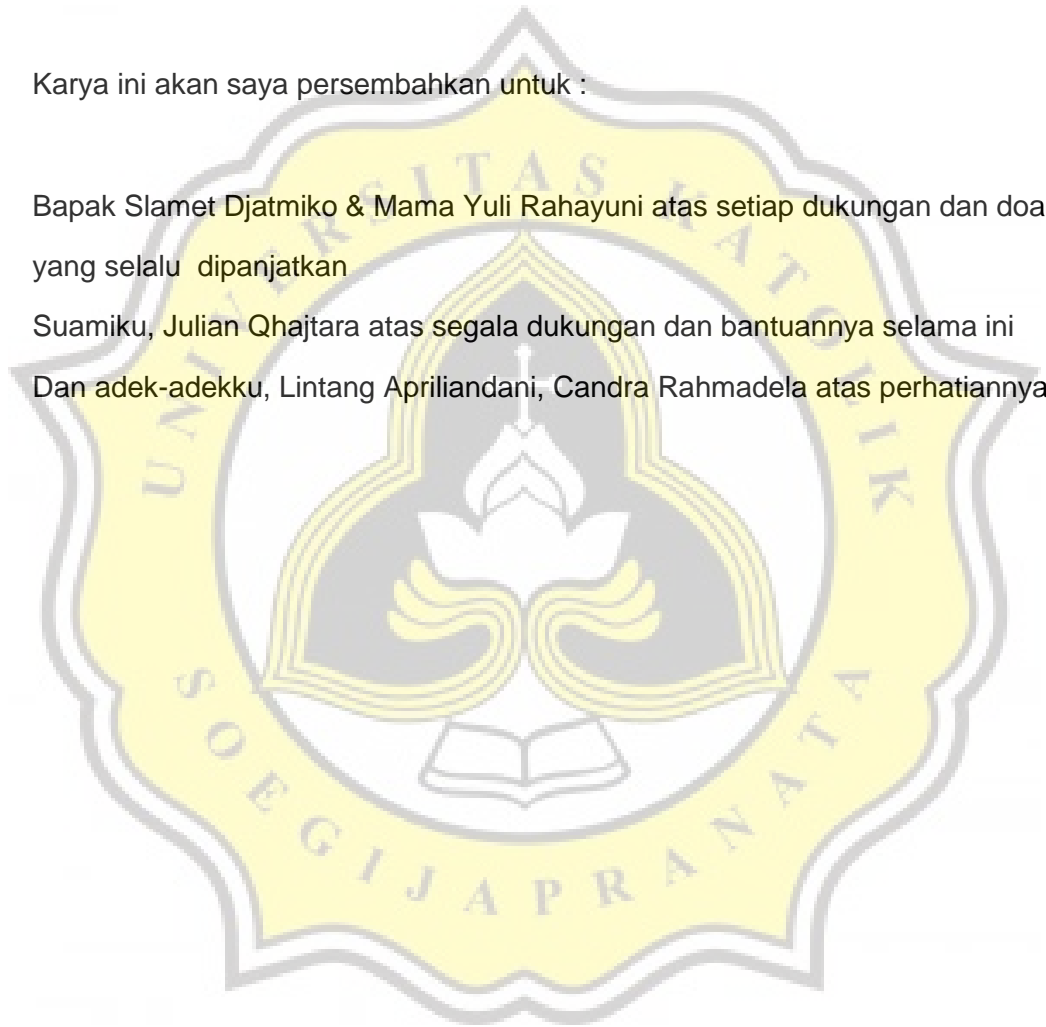 Karya ini akan saya persembahkan untuk :
Bapak Slamet Djatmiko & Mama Yuli Rahayuni atas setiap dukungan dan doa
yang selalu dipanjatkan
Suamiku, Julian Qhajtara atas segala dukungan dan bantuannya selama ini
Dan adek-adekku, Lintang Apriliandani, Candra Rahmadela atas perhatiannya
UNIVERSITAS KATOLIK
SOEGIJAPRANATA